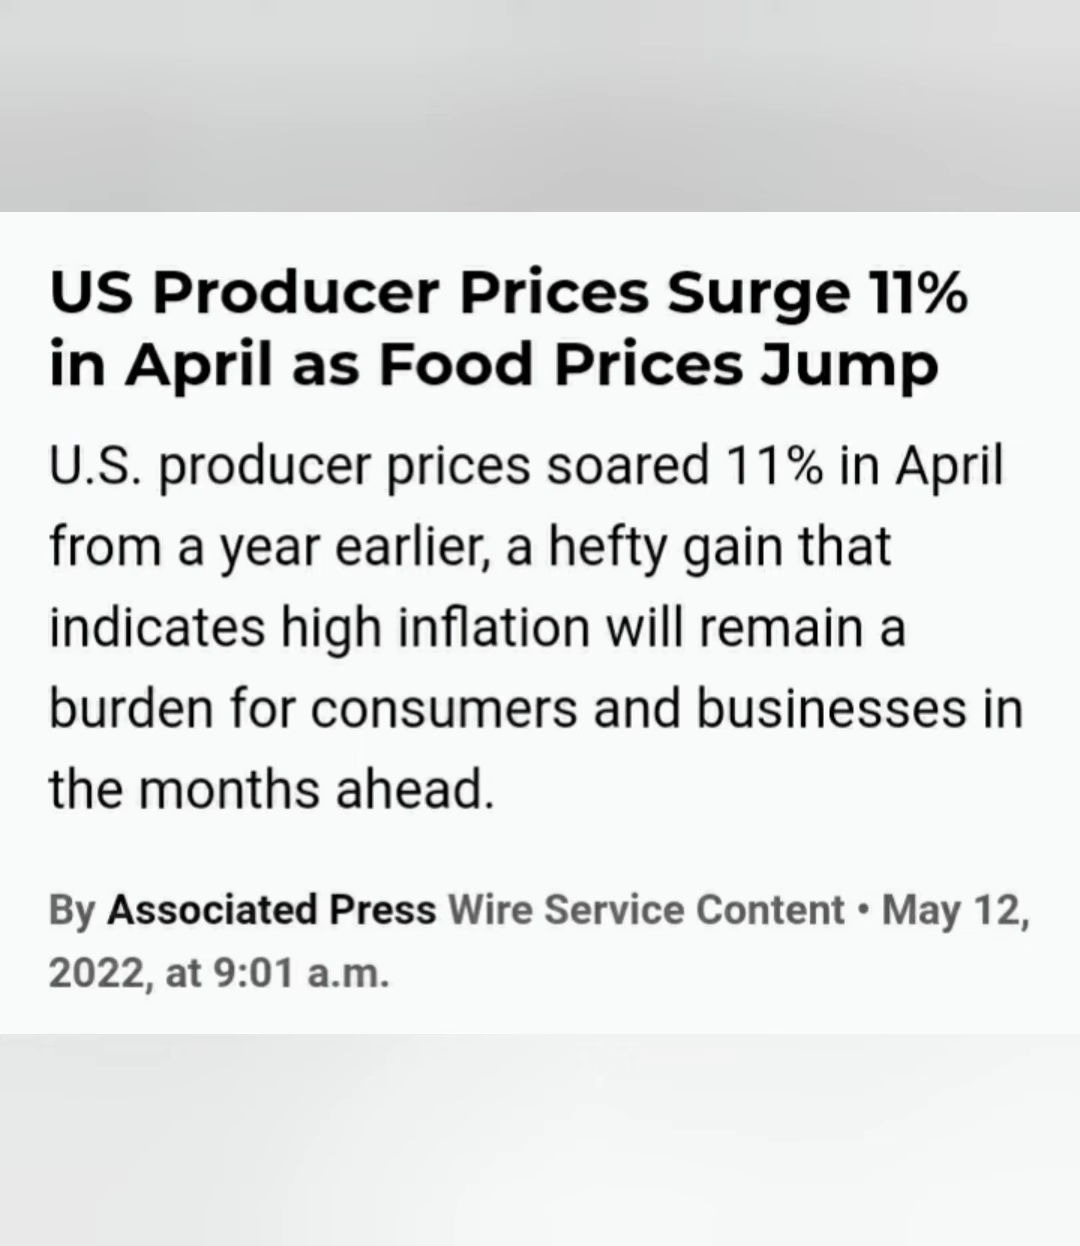 US Producer Prices Surge 11%
in April as Food Prices Jump
U.S. producer prices soared 11% in April
from a year earlier, a hefty gain that
indicates high inflation will remain a
burden for consumers and businesses in
the months ahead.
By Associated Press Wire Service Content • May 12,
2022, at 9:01 a.m.